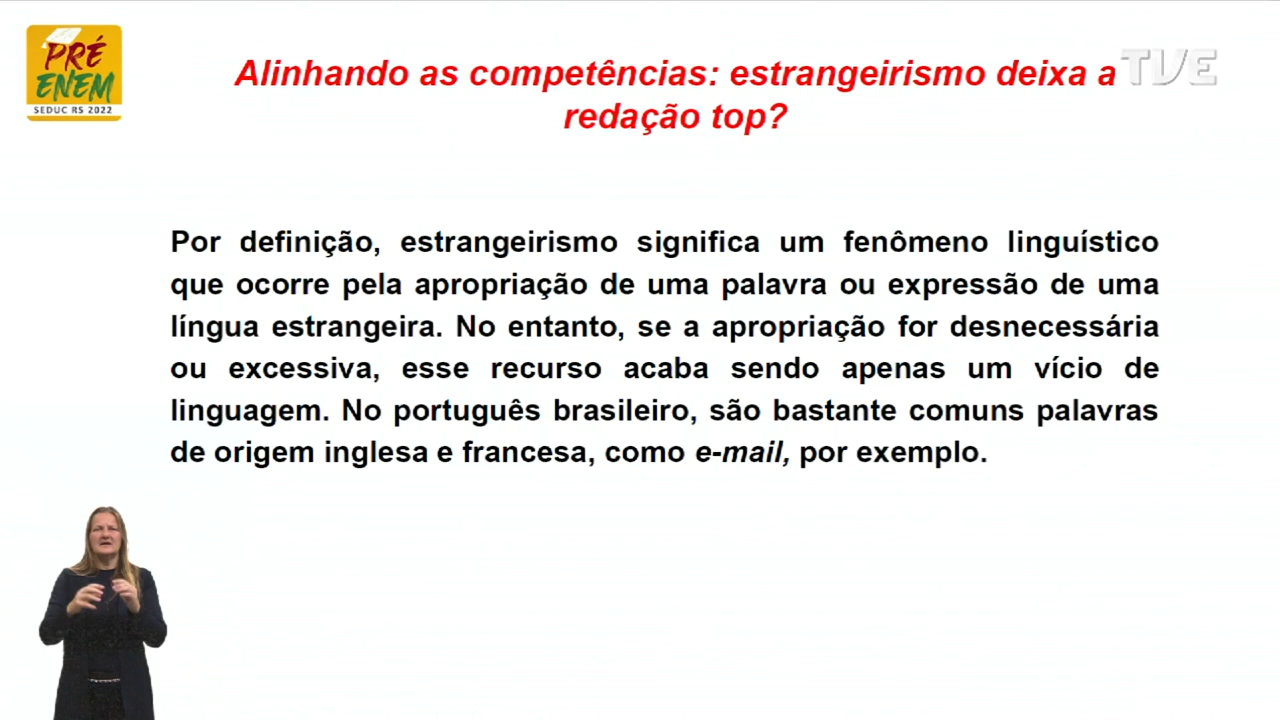 PRÉ
ENEM
SEDUC RS 2022
Alinhando as competências: estrangeirismo deixa a
redação top?
TVE
Por definição, estrangeirismo significa um fenômeno linguístico
que ocorre pela apropriação de uma palavra ou expressão de uma
língua estrangeira. No entanto, se a apropriação for desnecessária
ou excessiva, esse recurso acaba sendo apenas um vício de
linguagem. No português brasileiro, são bastante comuns palavras
de origem inglesa e francesa, como e-mail, por exemplo.